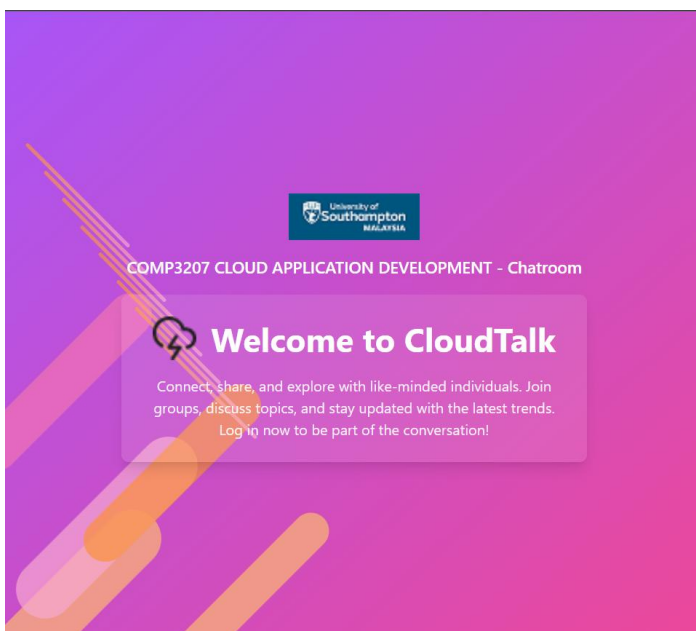 University of
Southampton
MALAYSIA
COMP3207 CLOUD APPLICATION DEVELOPMENT - Chatroom
Welcome to CloudTalk
Connect, share, and explore with like-minded individuals. Join
groups, discuss topics, and stay updated with the latest trends.
Log in now to be part of the conversation!